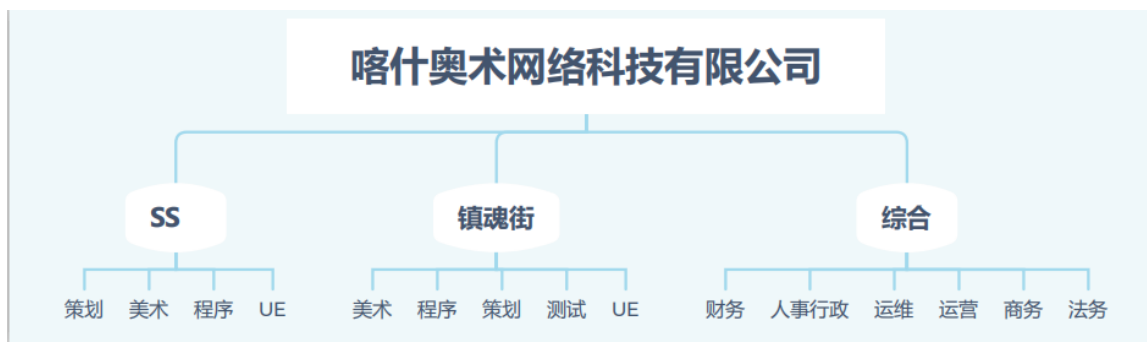 喀什奥术网络科技有限公司
SS 镇魂街 综合
策划 美术 程序 UE 美术 程序 策划 测试 UE 财务 人事行政 运维 运营 商务 法务